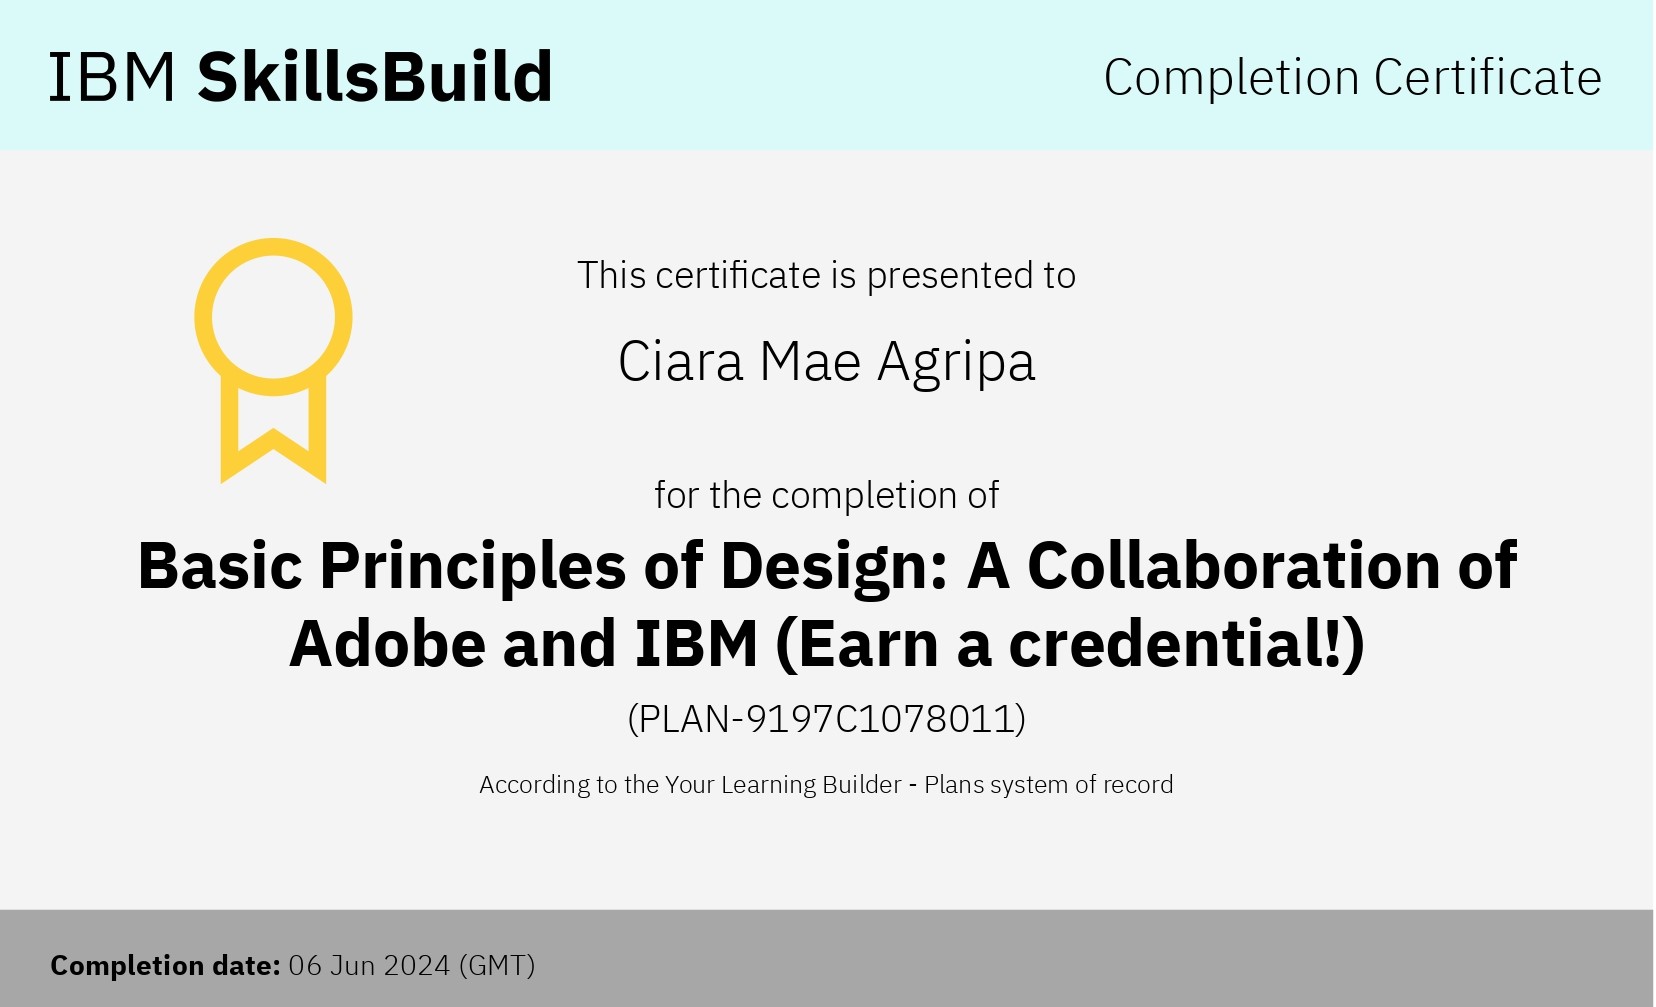 IBM SkillsBuild
Completion Certificate
This certificate is presented to
Ciara Mae Agripa
for the completion of
Basic Principles of Design: A Collaboration of
Adobe and IBM (Earn a credential!)
(PLAN-9197C1078011)
According to the Your Learning Builder - Plans system of record
Completion date: 06 Jun 2024 (GMT)